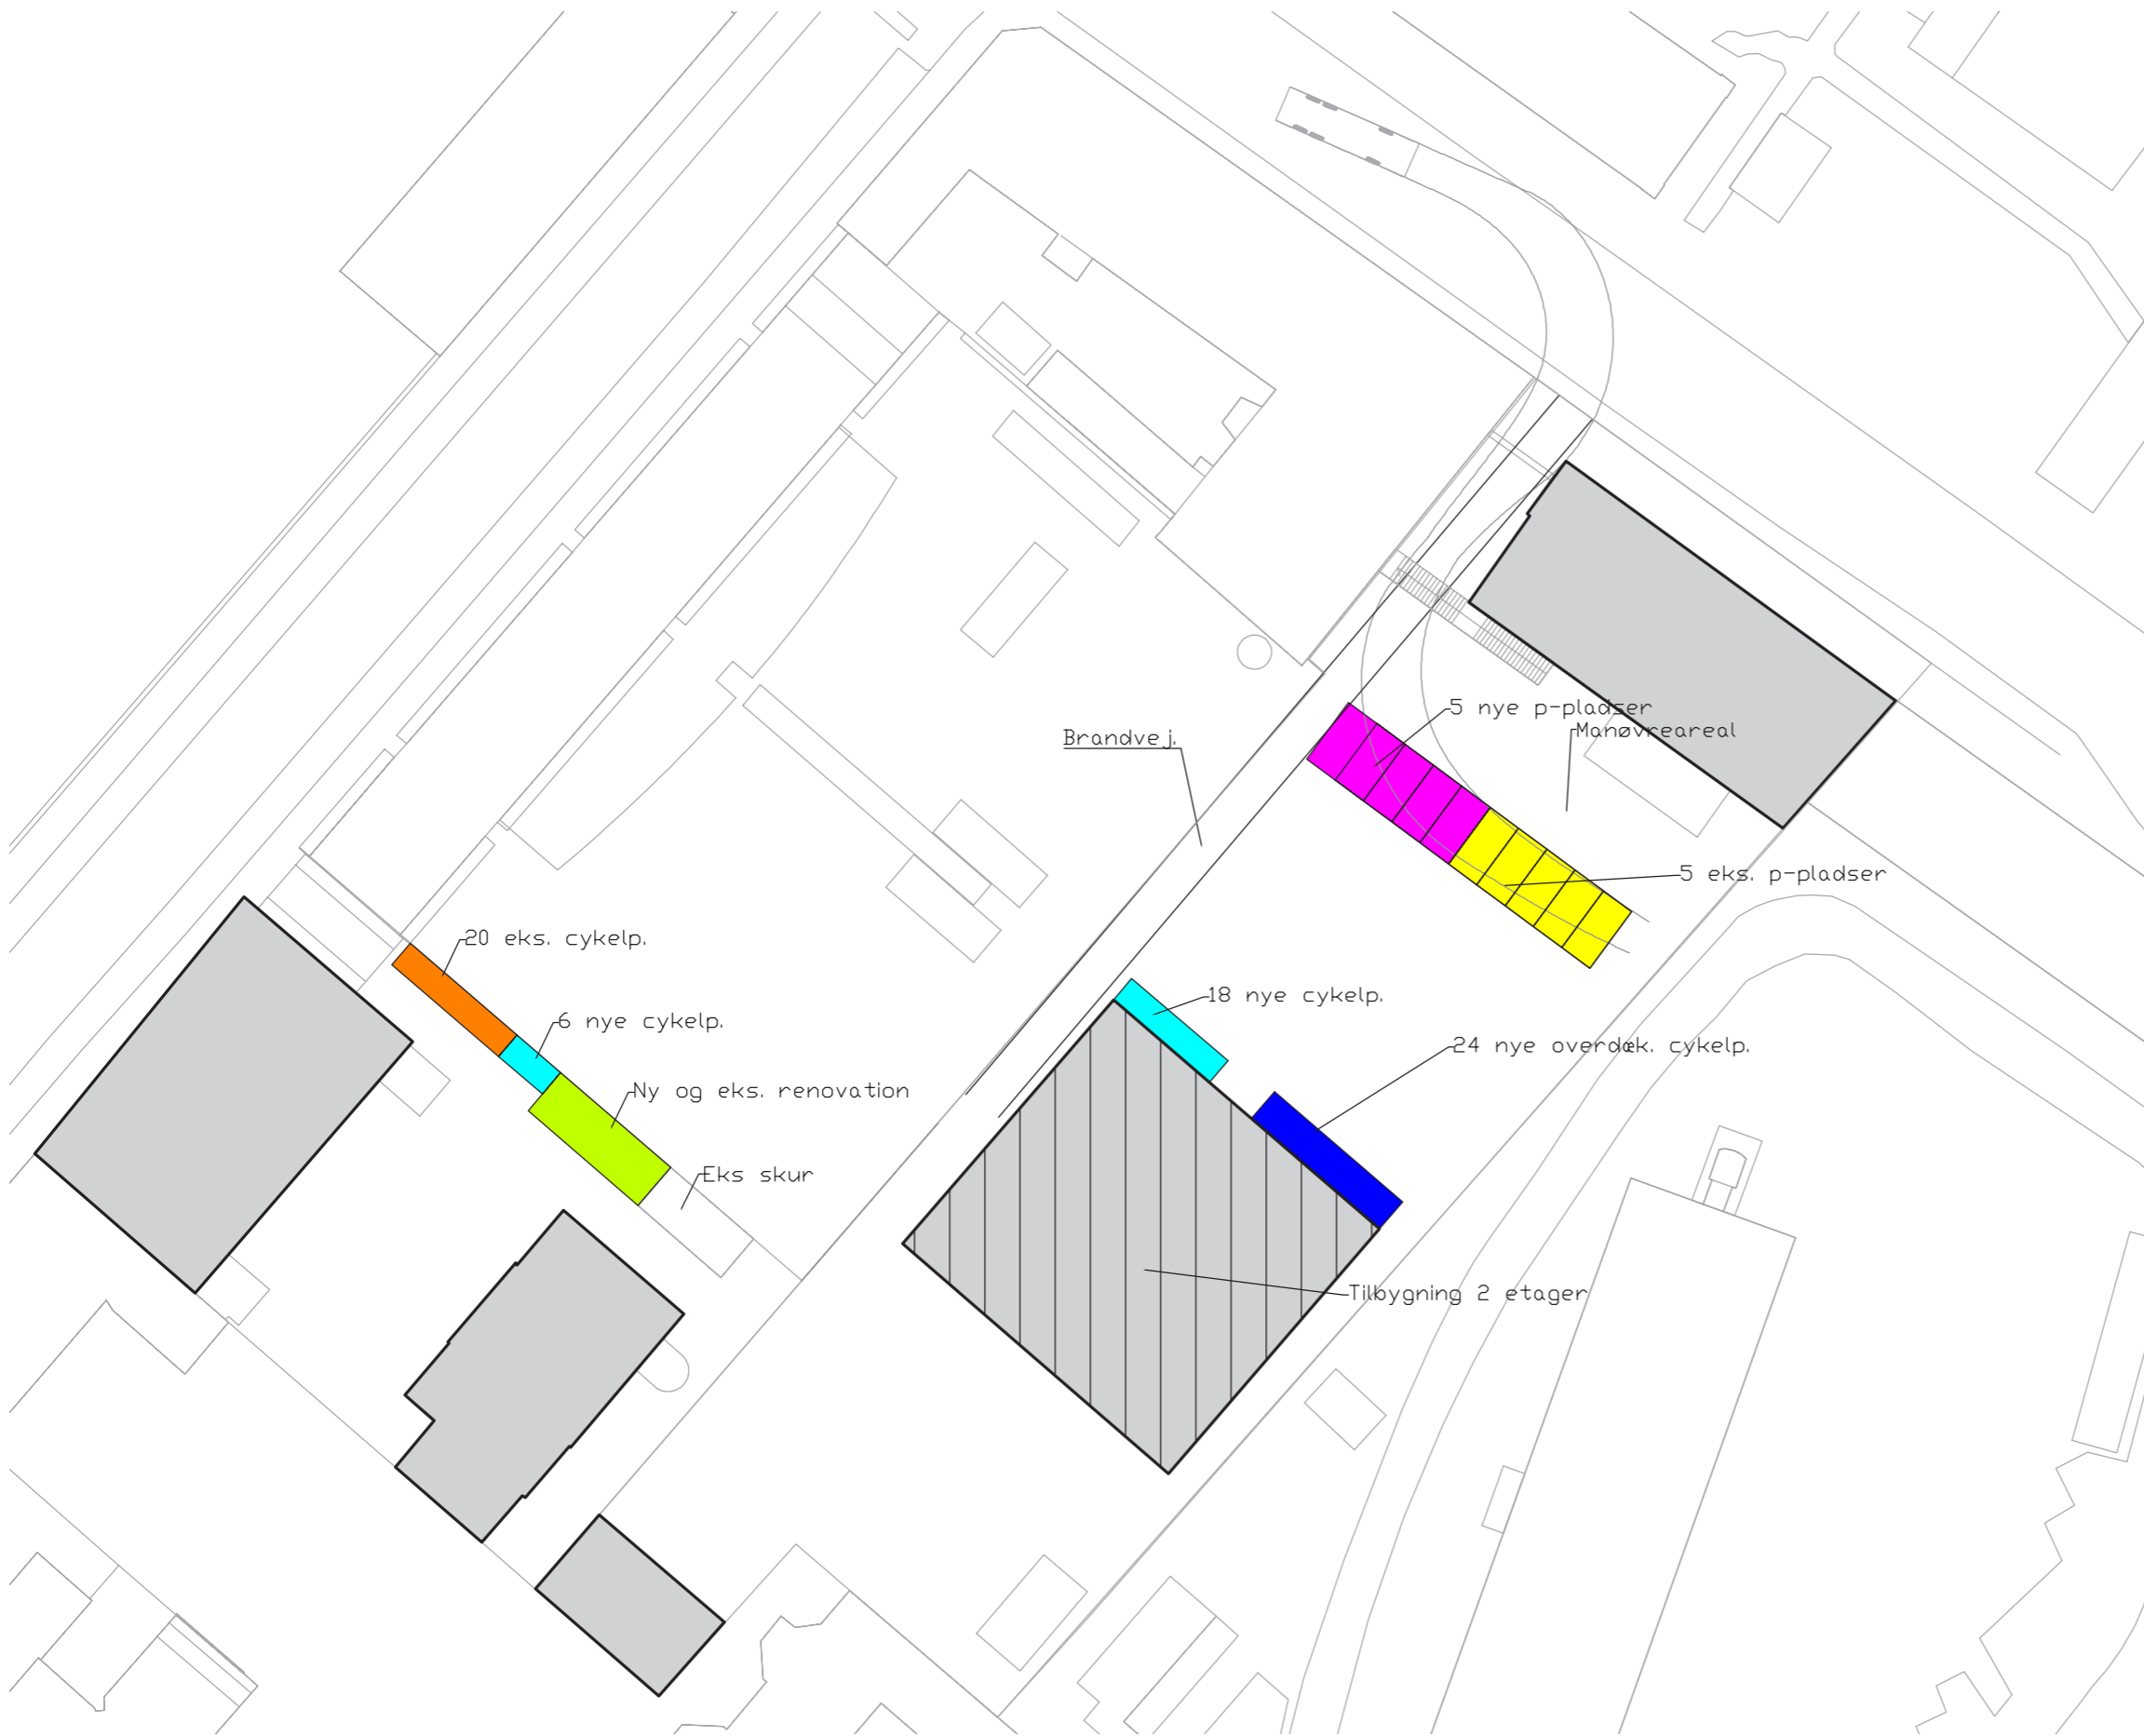 5 nye p-pladser
Manøvreareal
Brandvej.
5 eks. p-pladser
20 eks. cykelp.
18 nye cykelp.
6 nye cykelp.
24 nye overdæk. cykelp.
Ny og eks. renovation
Eks skur
Tilbygning 2 etager